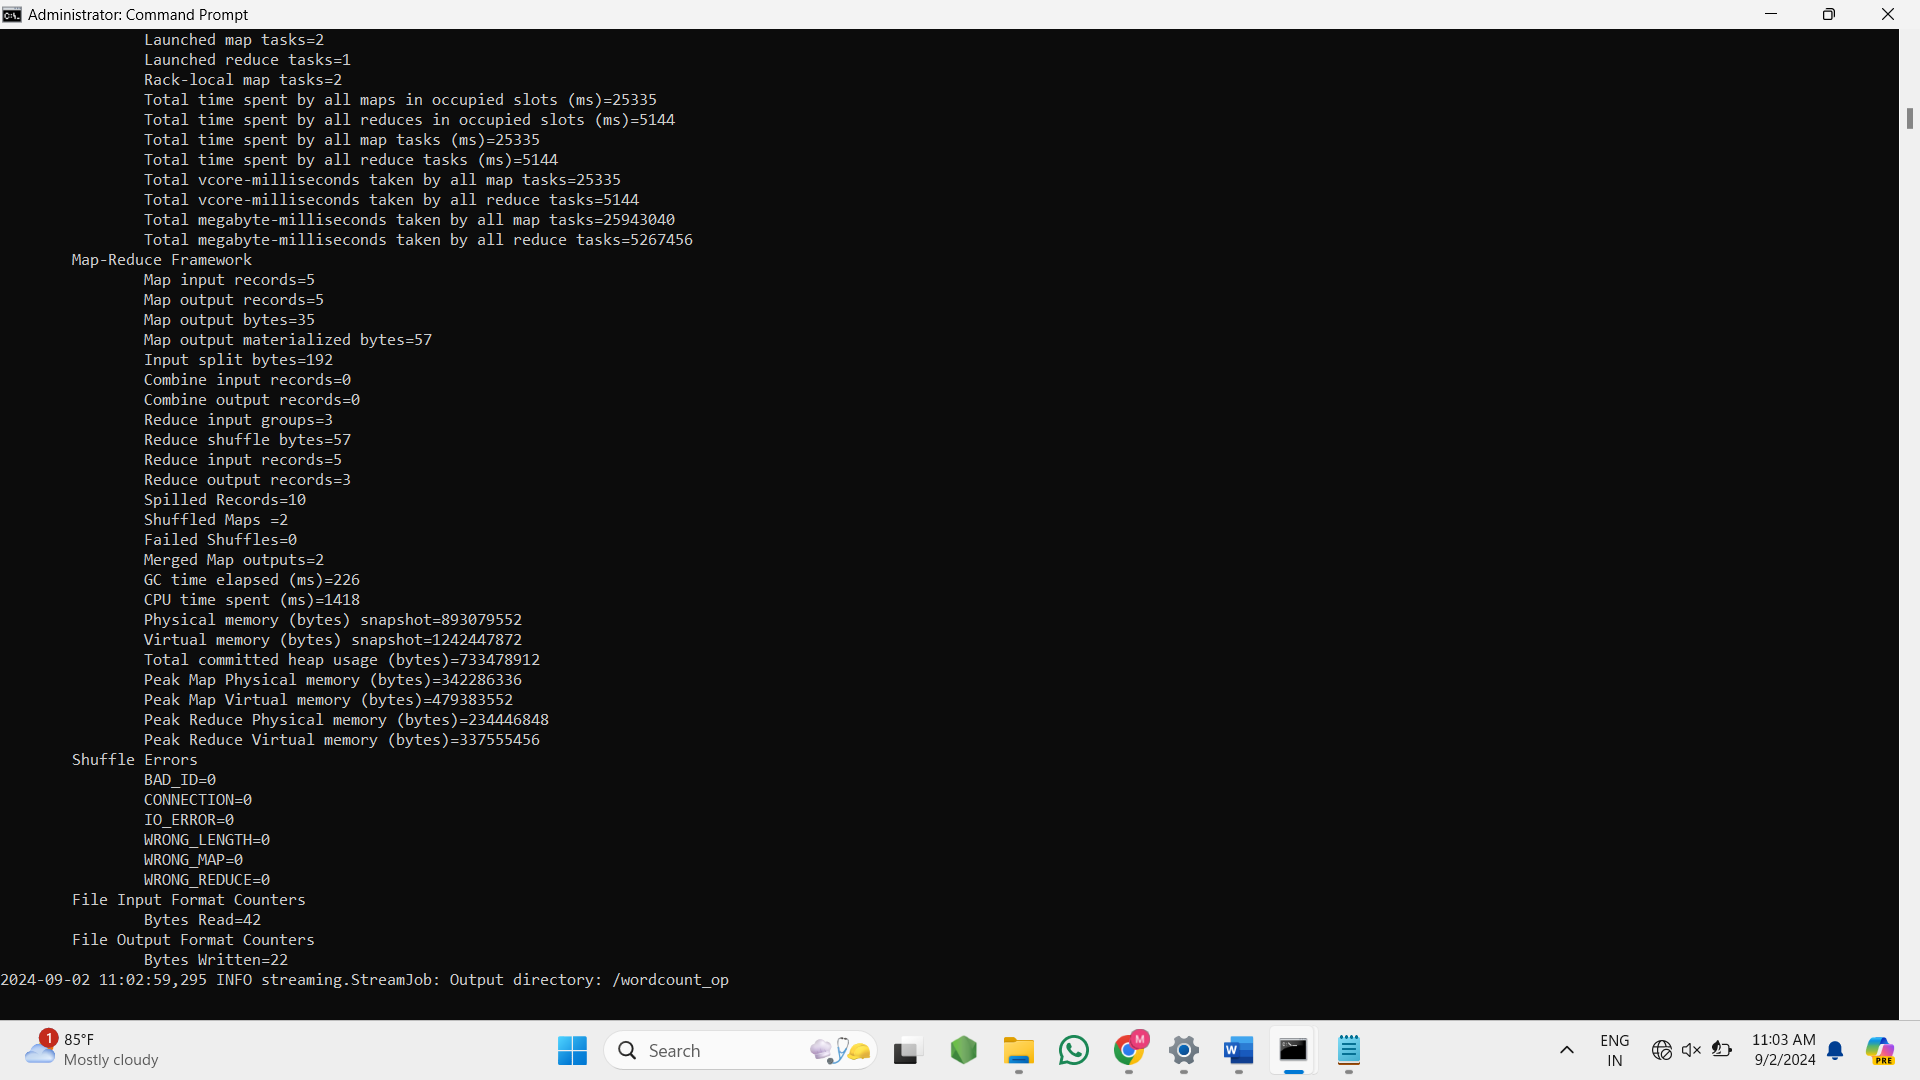 Administrator: Command Prompt
Launched map tasks=2
Launched reduce tasks=1
Rack-local map tasks=2
Total time spent by all maps in occupied slots (ms)=25335
Total time spent by all reduces in occupied slots (ms)=5144
Total time spent by all map tasks (ms)=25335
Total time spent by all reduce tasks (ms)=5144
Total vcore-milliseconds taken by all map tasks=25335
Total vcore-milliseconds taken by all reduce tasks=5144
Total megabyte-milliseconds taken by all map tasks=25943040
Total megabyte-milliseconds taken by all reduce tasks=5267456
Map-Reduce Framework
Map input records=5
Map output records=5
Map output bytes=35
Map output materialized bytes=57
Input split bytes=192
Combine input records=0
Combine output records=0
Reduce input groups=3
Reduce shuffle bytes=57
Reduce input records=5
Reduce output records=3
Spilled Records=10
Shuffled Maps =2
Failed Shuffles=0
Merged Map outputs=2
GC time elapsed (ms)=226
CPU time spent (ms)=1418
Physical memory (bytes) snapshot=893079552
Virtual memory (bytes) snapshot=1242447872
Total committed heap usage (bytes)=733478912
Peak Map Physical memory (bytes)=342286336
Peak Map Virtual memory (bytes)=479383552
Peak Reduce Physical memory (bytes)=234446848
Peak Reduce Virtual memory (bytes)=337555456
Shuffle Errors
BAD_ID=0
CONNECTION=0
IO_ERROR=0
WRONG_LENGTH=0
WRONG_MAP=0
WRONG_REDUCE=0
File Input Format Counters
Bytes Read=42
File Output Format Counters
Bytes Written=22
2024-09-02 11:02:59,295 INFO streaming.StreamJob: Output directory: /wordcount_op
1
85°F
Mostly cloudy
Search
M
W
ENG
IN
11:03 AM
9/2/2024
PRE